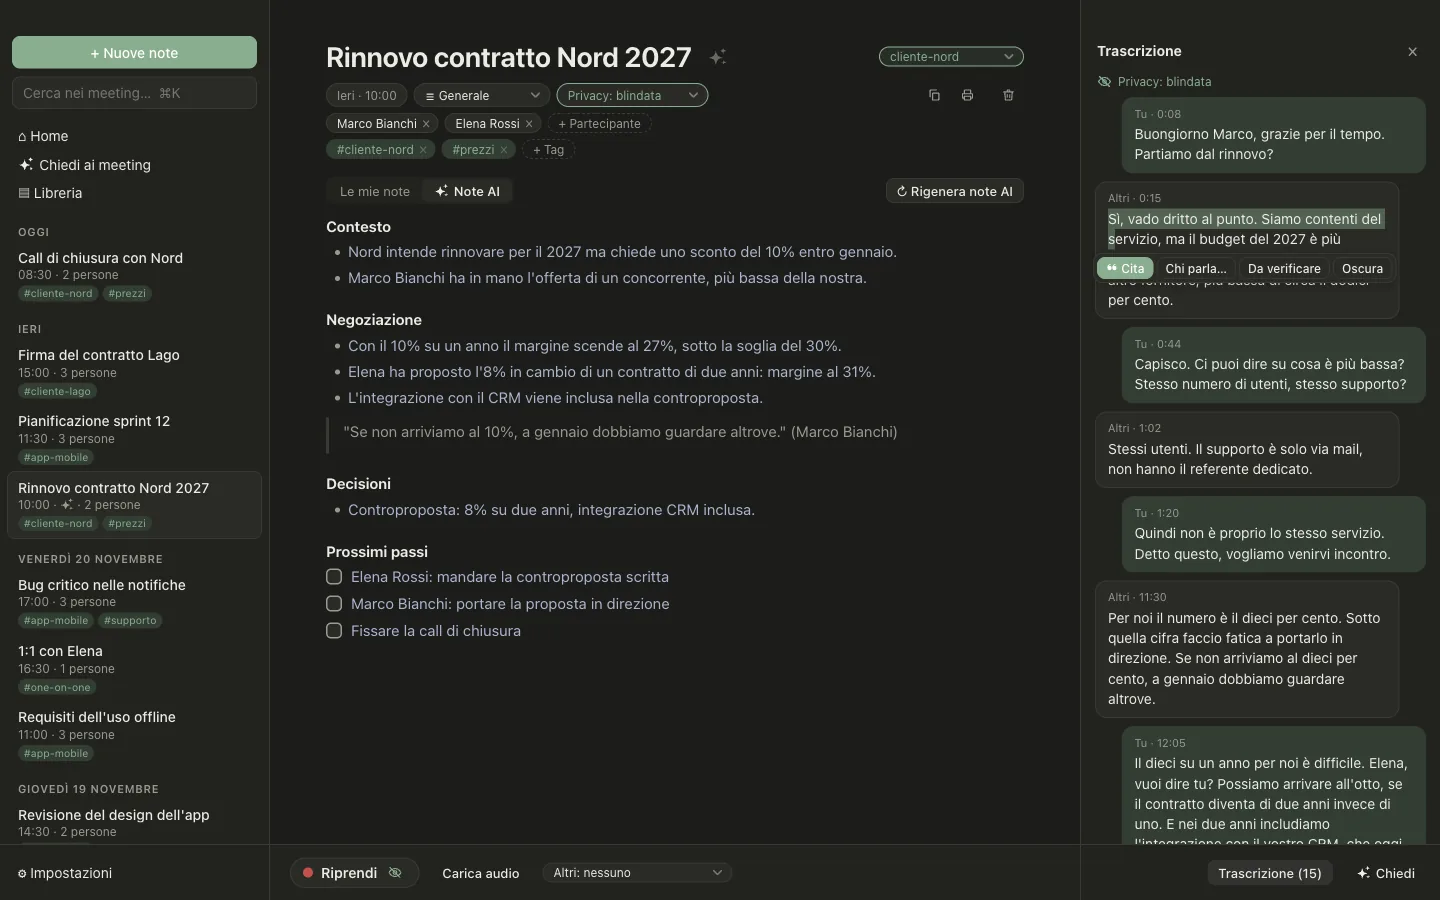 + Nuove note
Cerca nei meeting... ⌘K
Home
Chiedi ai meeting
Libreria
OGGI
Call di chiusura con Nord
08:30 · 2 persone
#cliente-nord #prezzi
IERI
Firma del contratto Lago
15:00 · 3 persone
#cliente-lago
Pianificazione sprint 12
11:30 · 3 persone
#app-mobile
Rinnovo contratto Nord 2027
10:00 · 2 persone
#cliente-nord #prezzi
VENERDÌ 20 NOVEMBRE
Bug critico nelle notifiche
17:00 · 3 persone
#app-mobile #supporto
1:1 con Elena
16:30 · 1 persone
#one-on-one
Requisiti dell'uso offline
11:00 · 3 persone
#app-mobile
GIOVEDÌ 19 NOVEMBRE
Revisione del design dell'app
14:30 · 2 persone
Impostazioni
Rinnovo contratto Nord 2027
cliente-nord
Ieri · 10:00
Generale
Privacy: blindata
Marco Bianchi ×
Elena Rossi ×
+ Partecipante
#cliente-nord ×
#prezzi ×
+ Tag
Le mie note
Note AI
Rigenera note AI
Contesto
• Nord intende rinnovare per il 2027 ma chiede uno sconto del 10% entro gennaio.
• Marco Bianchi ha in mano l'offerta di un concorrente, più bassa della nostra.
Negoziazione
• Con il 10% su un anno il margine scende al 27%, sotto la soglia del 30%.
• Elena ha proposto l'8% in cambio di un contratto di due anni: margine al 31%.
• L'integrazione con il CRM viene inclusa nella controproposta.
"Se non arriviamo al 10%, a gennaio dobbiamo guardare altrove." (Marco Bianchi)
Decisioni
• Controproposta: 8% su due anni, integrazione CRM inclusa.
Prossimi passi
Elena Rossi: mandare la controproposta scritta
Marco Bianchi: portare la proposta in direzione
Fissare la call di chiusura
Riprendi
Carica audio
Altri: nessuno
Trascrizione
×
Privacy: blindata
Tu · 0:08
Buongiorno Marco, grazie per il tempo.
Partiamo dal rinnovo?
Altri · 0:15
Sì, vado dritto al punto. Siamo contenti del
servizio, ma il budget del 2027 è più
Cita
Chi parla...
Da verificare
Oscura
per cento.
Tu · 0:44
Capisco. Ci puoi dire su cosa è più bassa?
Stesso numero di utenti, stesso supporto?
Altri · 1:02
Stessi utenti. Il supporto è solo via mail,
non hanno il referente dedicato.
Tu · 1:20
Quindi non è proprio lo stesso servizio.
Detto questo, vogliamo venirvi incontro.
Altri · 11:30
Per noi il numero è il dieci per cento. Sotto
quella cifra faccio fatica a portarlo in
direzione. Se non arriviamo al dieci per
cento, a gennaio dobbiamo guardare
altrove.
Tu · 12:05
Il dieci su un anno per noi è difficile. Elena,
vuoi dire tu? Possiamo arrivare all'otto, se
il contratto diventa di due anni invece di
uno. E nei due anni includiamo
l'integrazione con il vostro CRM, che oggi
Trascrizione (15)
Chiedi